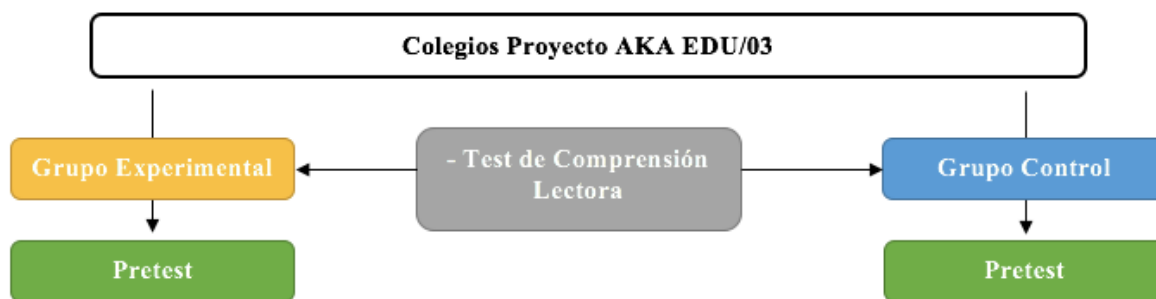 Colegios Proyecto AKA EDU/03
Grupo Experimental
- Test de Comprensión
Lectora
Grupo Control
Pretest
Pretest